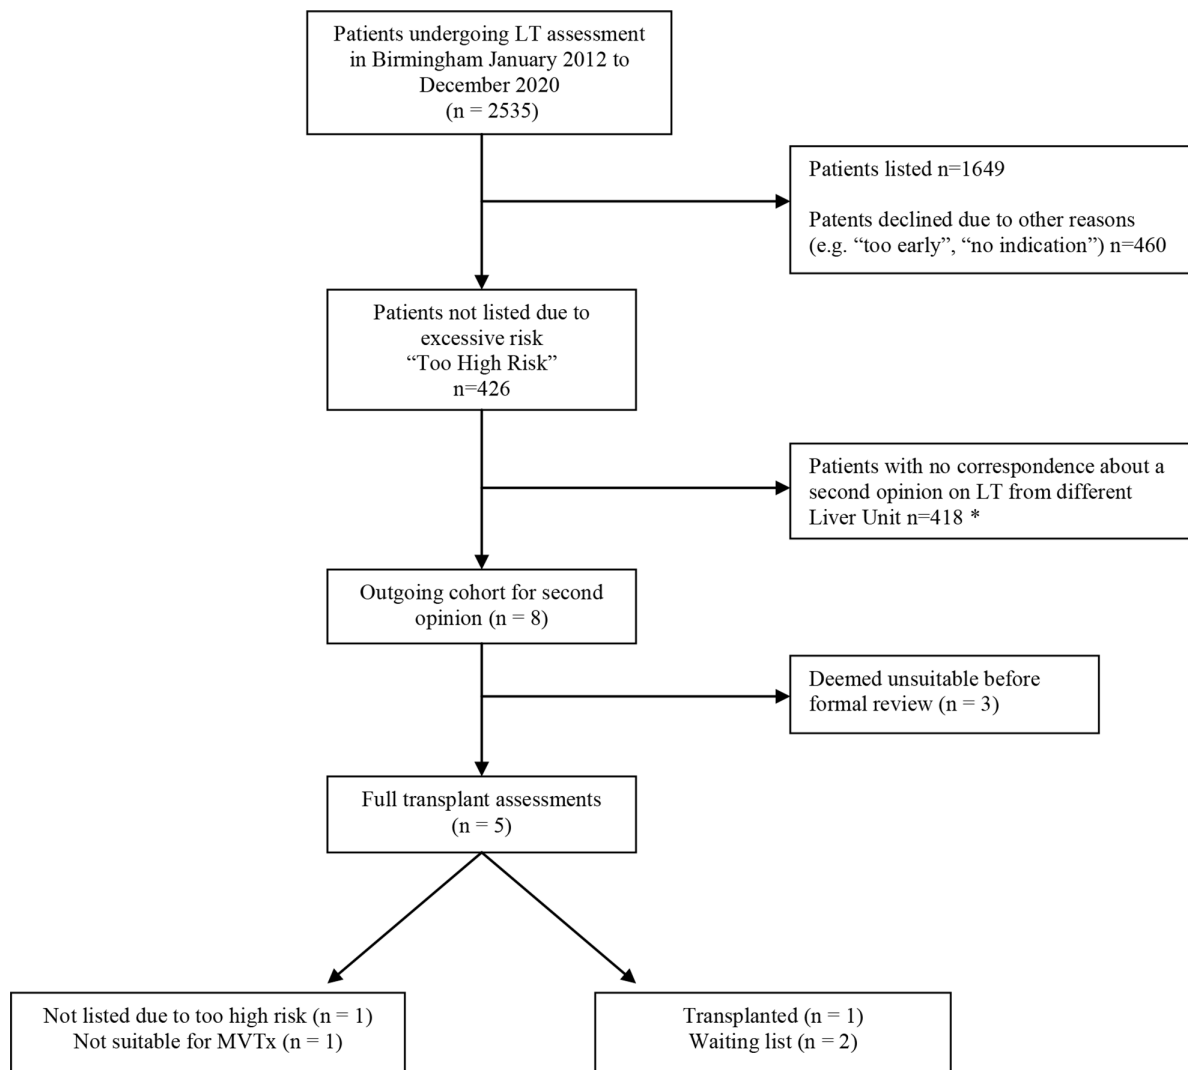 Patients undergoing LT assessment
in Birmingham January 2012 to
December 2020
(n = 2535)
Patients listed n=1649
Patents declined due to other reasons
(e.g. “too early”, “no indication”) n=460
Patients not listed due to
excessive risk
“Too High Risk”
n=426
Patients with no correspondence about a
second opinion on LT from different
Liver Unit n=418 *
Outgoing cohort for second
opinion (n = 8)
Deemed unsuitable before
formal review (n = 3)
Full transplant assessments
(n = 5)
Not listed due to too high risk (n = 1)
Not suitable for MVTx (n = 1)
Transplanted (n = 1)
Waiting list (n = 2)